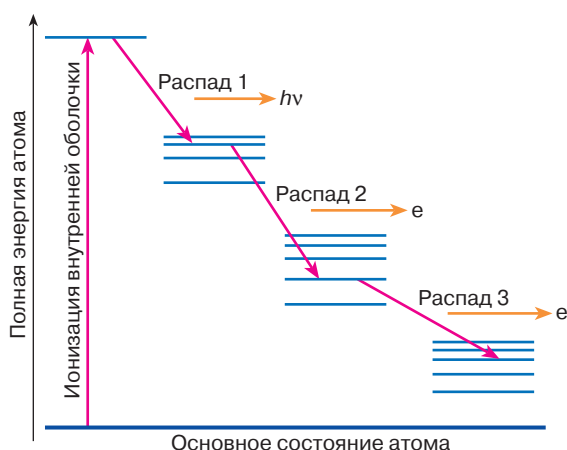 Полная энергия атома
Ионизация внутренней оболочки
Распад 1
hν
Распад 2
e
Распад 3
e
Основное состояние атома